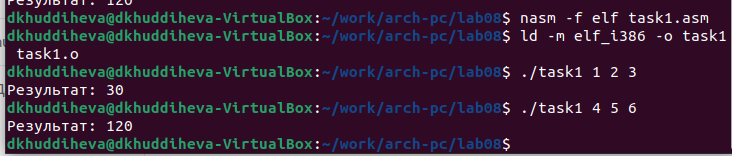 Результат: 120
dkhuddiheva@dkhuddiheva-VirtualBox:~/work/arch-pc/lab08$ nasm -f elf task1.asm
dkhuddiheva@dkhuddiheva-VirtualBox:~/work/arch-pc/lab08$ ld -m elf_i386 -o task1
 task1.o
dkhuddiheva@dkhuddiheva-VirtualBox:~/work/arch-pc/lab08$ ./task1 1 2 3
Результат: 30
dkhuddiheva@dkhuddiheva-VirtualBox:~/work/arch-pc/lab08$ ./task1 4 5 6
Результат: 120
dkhuddiheva@dkhuddiheva-VirtualBox:~/work/arch-pc/lab08$